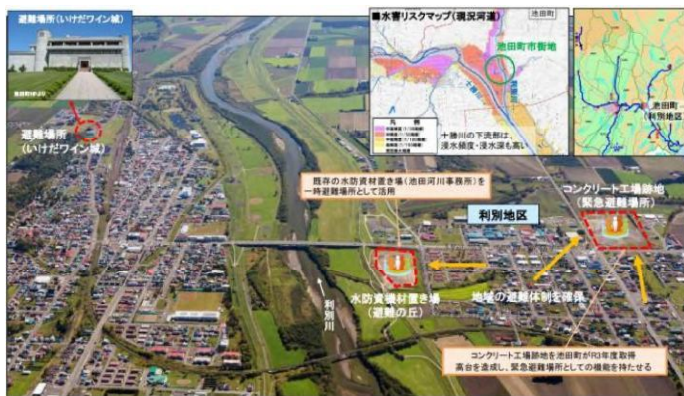 避難場所(いけだワイン城)
避難場所
(いけだワイン城)
■水害リスクマップ(現況河道)
池田町
池田町市街地
十勝川
凡 例
十勝川の下流部は、
浸水頻度・浸水深も高い
池田町
(利別地区)
既存の水防資材置き場(池田河川事務所)を
一時避難場所として活用
利別地区
コンクリート工場跡地
(緊急避難場所)
水防資機材置き場
(避難の丘)
地域の避難体制を確保
利別川
コンクリート工場跡地を池田町がR3年度取得
高台を造成し、緊急避難場所としての機能を持たせる